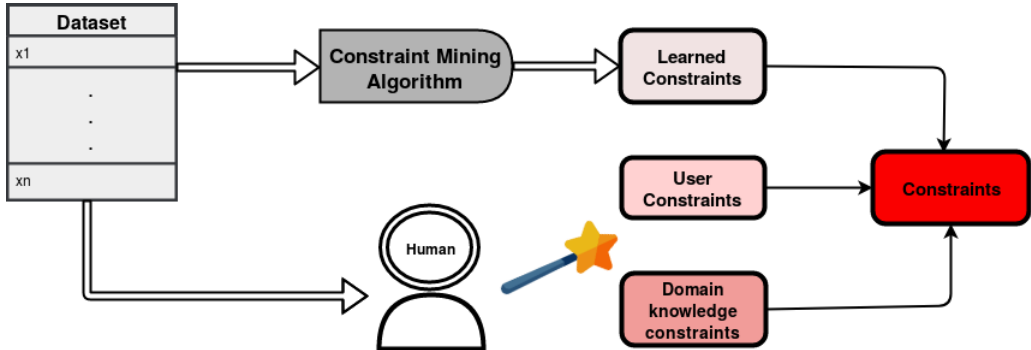 Dataset
x1
.
.
.
xn
Constraint Mining
Algorithm
Learned
Constraints
User
Constraints
Domain
knowledge
constraints
Constraints
Human